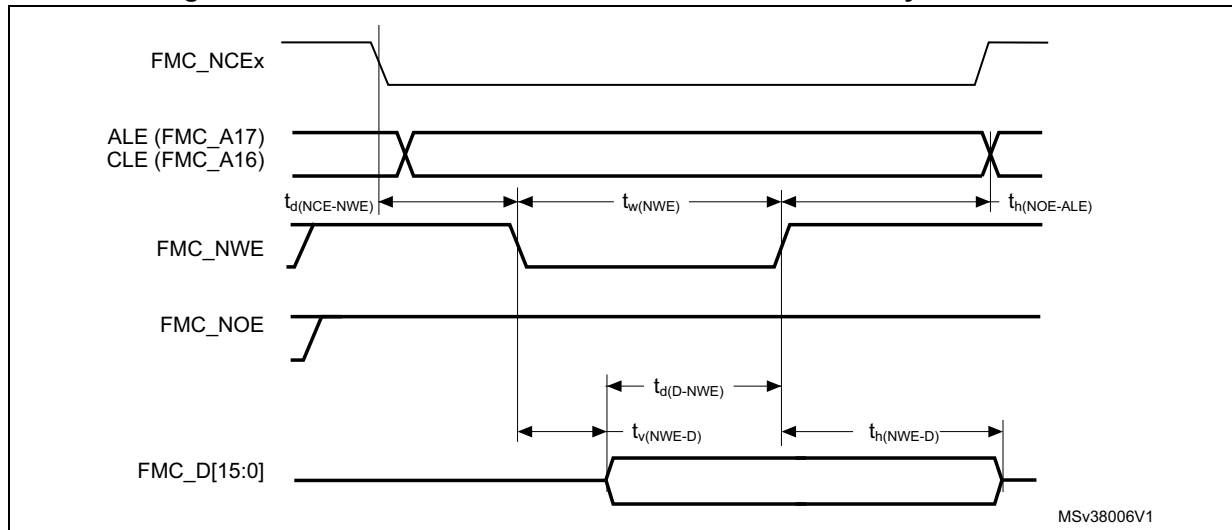 FMC_NCEx
ALE (FMC_A17)
CLE (FMC_A16)
td(NCE-NWE)
tw(NWE)
th(NOE-ALE)
FMC_NWE
FMC_NOE
td(D-NWE)
tv(NWE-D)
th(NWE-D)
FMC_D[15:0]
MSv38006V1